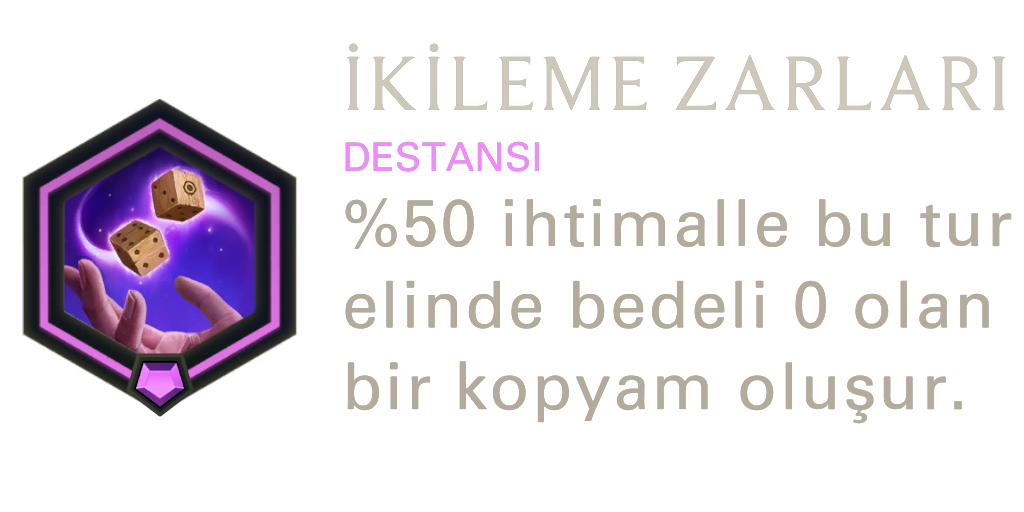 İKİLEME ZARLARI
DESTANSI
%50 ihtimalle bu tur
elinde bedeli 0 olan
bir kopyam oluşur.